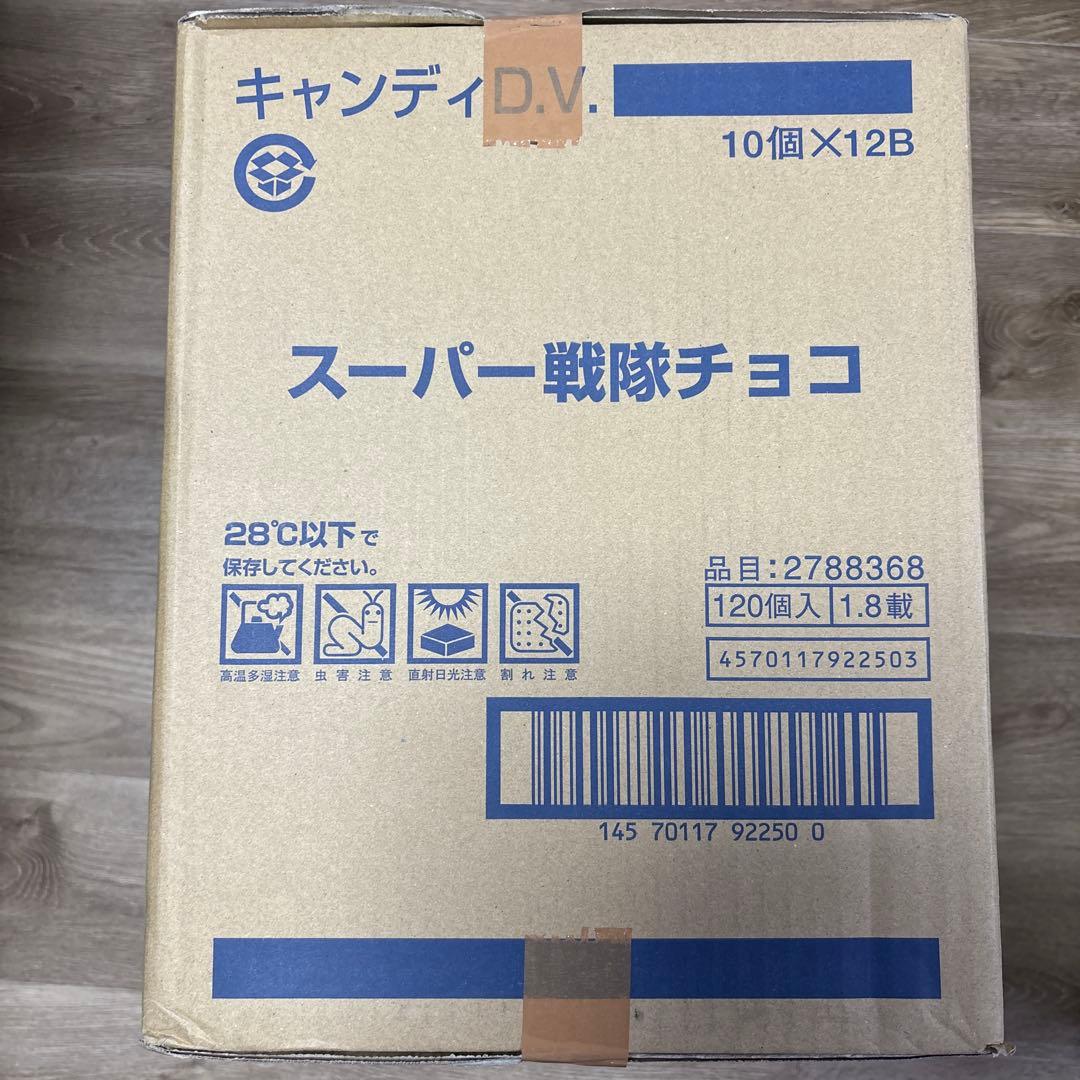 キャンディD.V.
10個×12B
スーパー戦隊チョコ
28℃以下で
保存してください。
高温多湿注意 虫害注意 直射日光注意 割れ注意
品目:2788368
120個入 1.8載
4570117922503
145 70117 92250 0